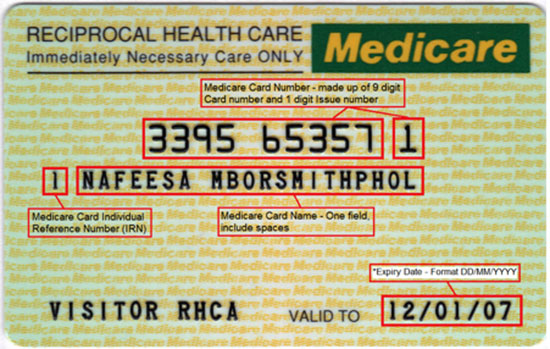 RECIPROCAL HEALTH CARE
Immediately Necessary Care ONLY
Medicare
Medicare Card Number - made up of 9 digit
Card number and 1 digit Issue number
3395 65357 1
1 NAFEESA MBORSMITHPHOL
Medicare Card Individual
Reference Number (IRN)
Medicare Card Name - One field,
include spaces
*Expiry Date - Format DD/MM/YYYY
VISITOR RHCA VALID TO 12/01/07